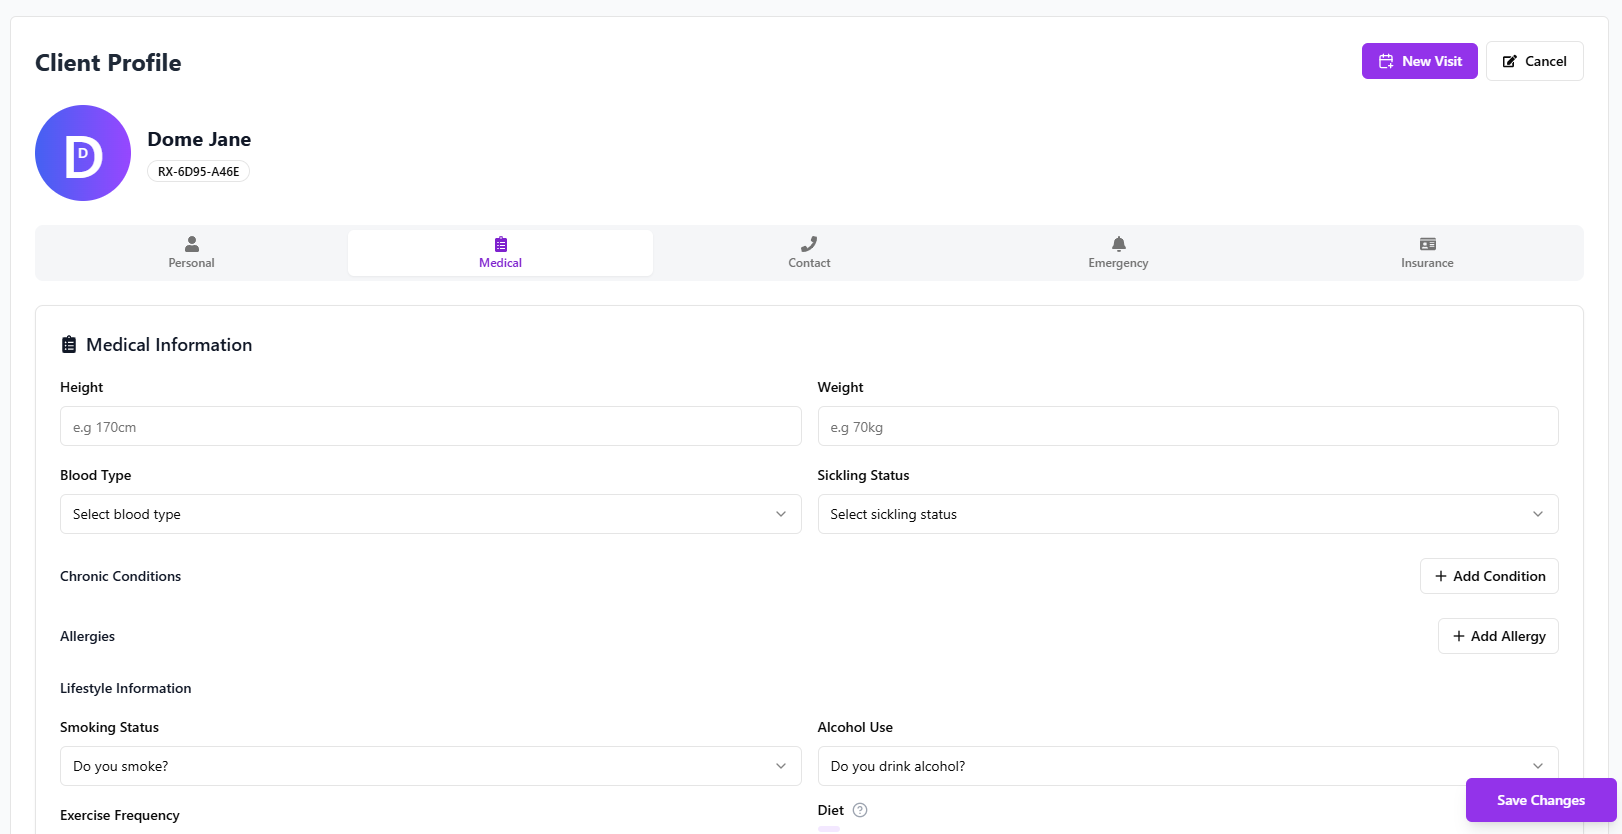 Client Profile
New Visit
Cancel
D
D
Dome Jane
RX-6D95-A46E
Personal
Medical
Contact
Emergency
Insurance
Medical Information
Height
Weight
e.g 170cm
e.g 70kg
Blood Type
Sickling Status
Select blood type
Select sickling status
Chronic Conditions
+ Add Condition
Allergies
+ Add Allergy
Lifestyle Information
Smoking Status
Alcohol Use
Do you smoke?
Do you drink alcohol?
Save Changes
Exercise Frequency
Diet ?